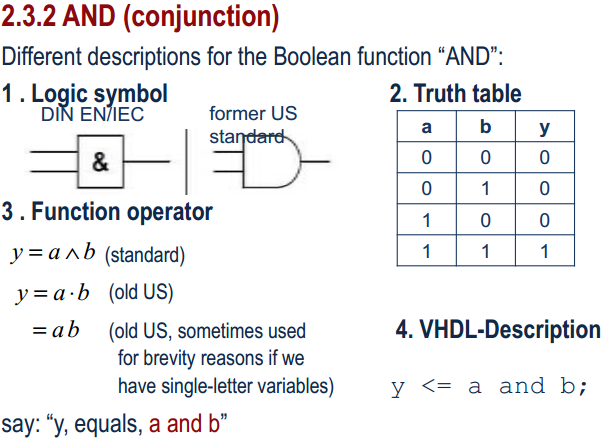 2.3.2 AND (conjunction)
Different descriptions for the Boolean function “AND”:
1 . Logic symbol
DIN EN/IEC
former US
standard
&
2. Truth table
a b y
0 0 0
0 1 0
1 0 0
1 1 1
3 . Function operator
y = a ∧ b (standard)
y = a · b (old US)
= a b (old US, sometimes used
for brevity reasons if we
have single-letter variables)
say: “y, equals, a and b”
4. VHDL-Description
y <= a and b;